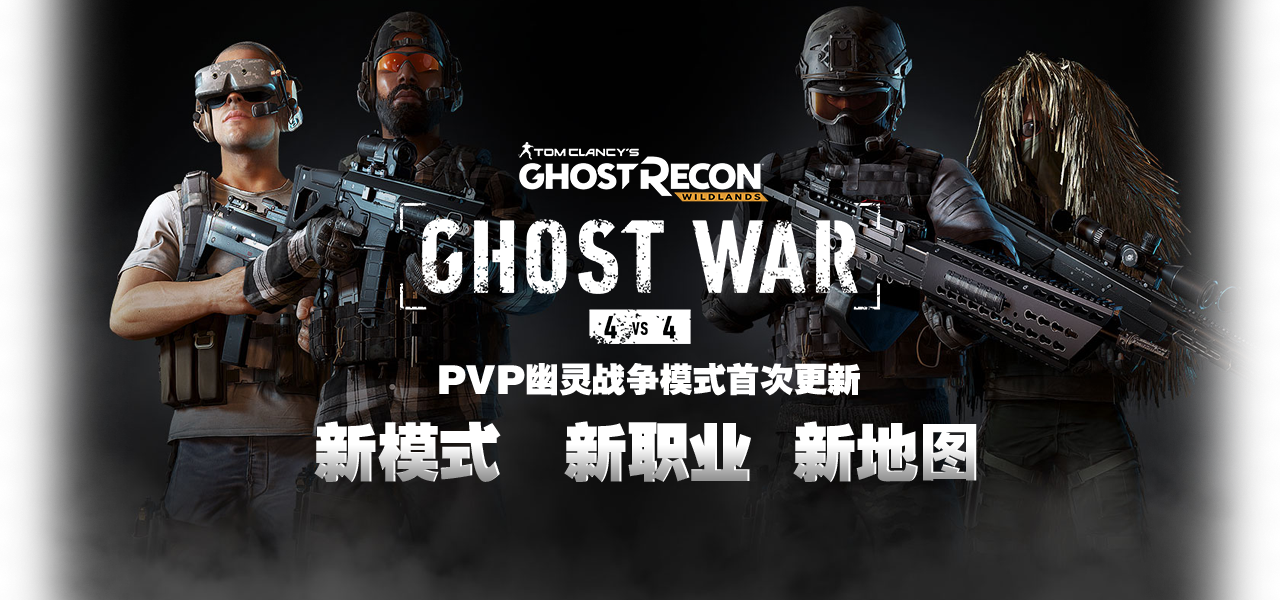 TOM CLANCY'S
GHOST RECON
WILDLANDS
GHOST WAR
4 VS 4
PVP幽灵战争模式首次更新
新模式 新职业 新地图